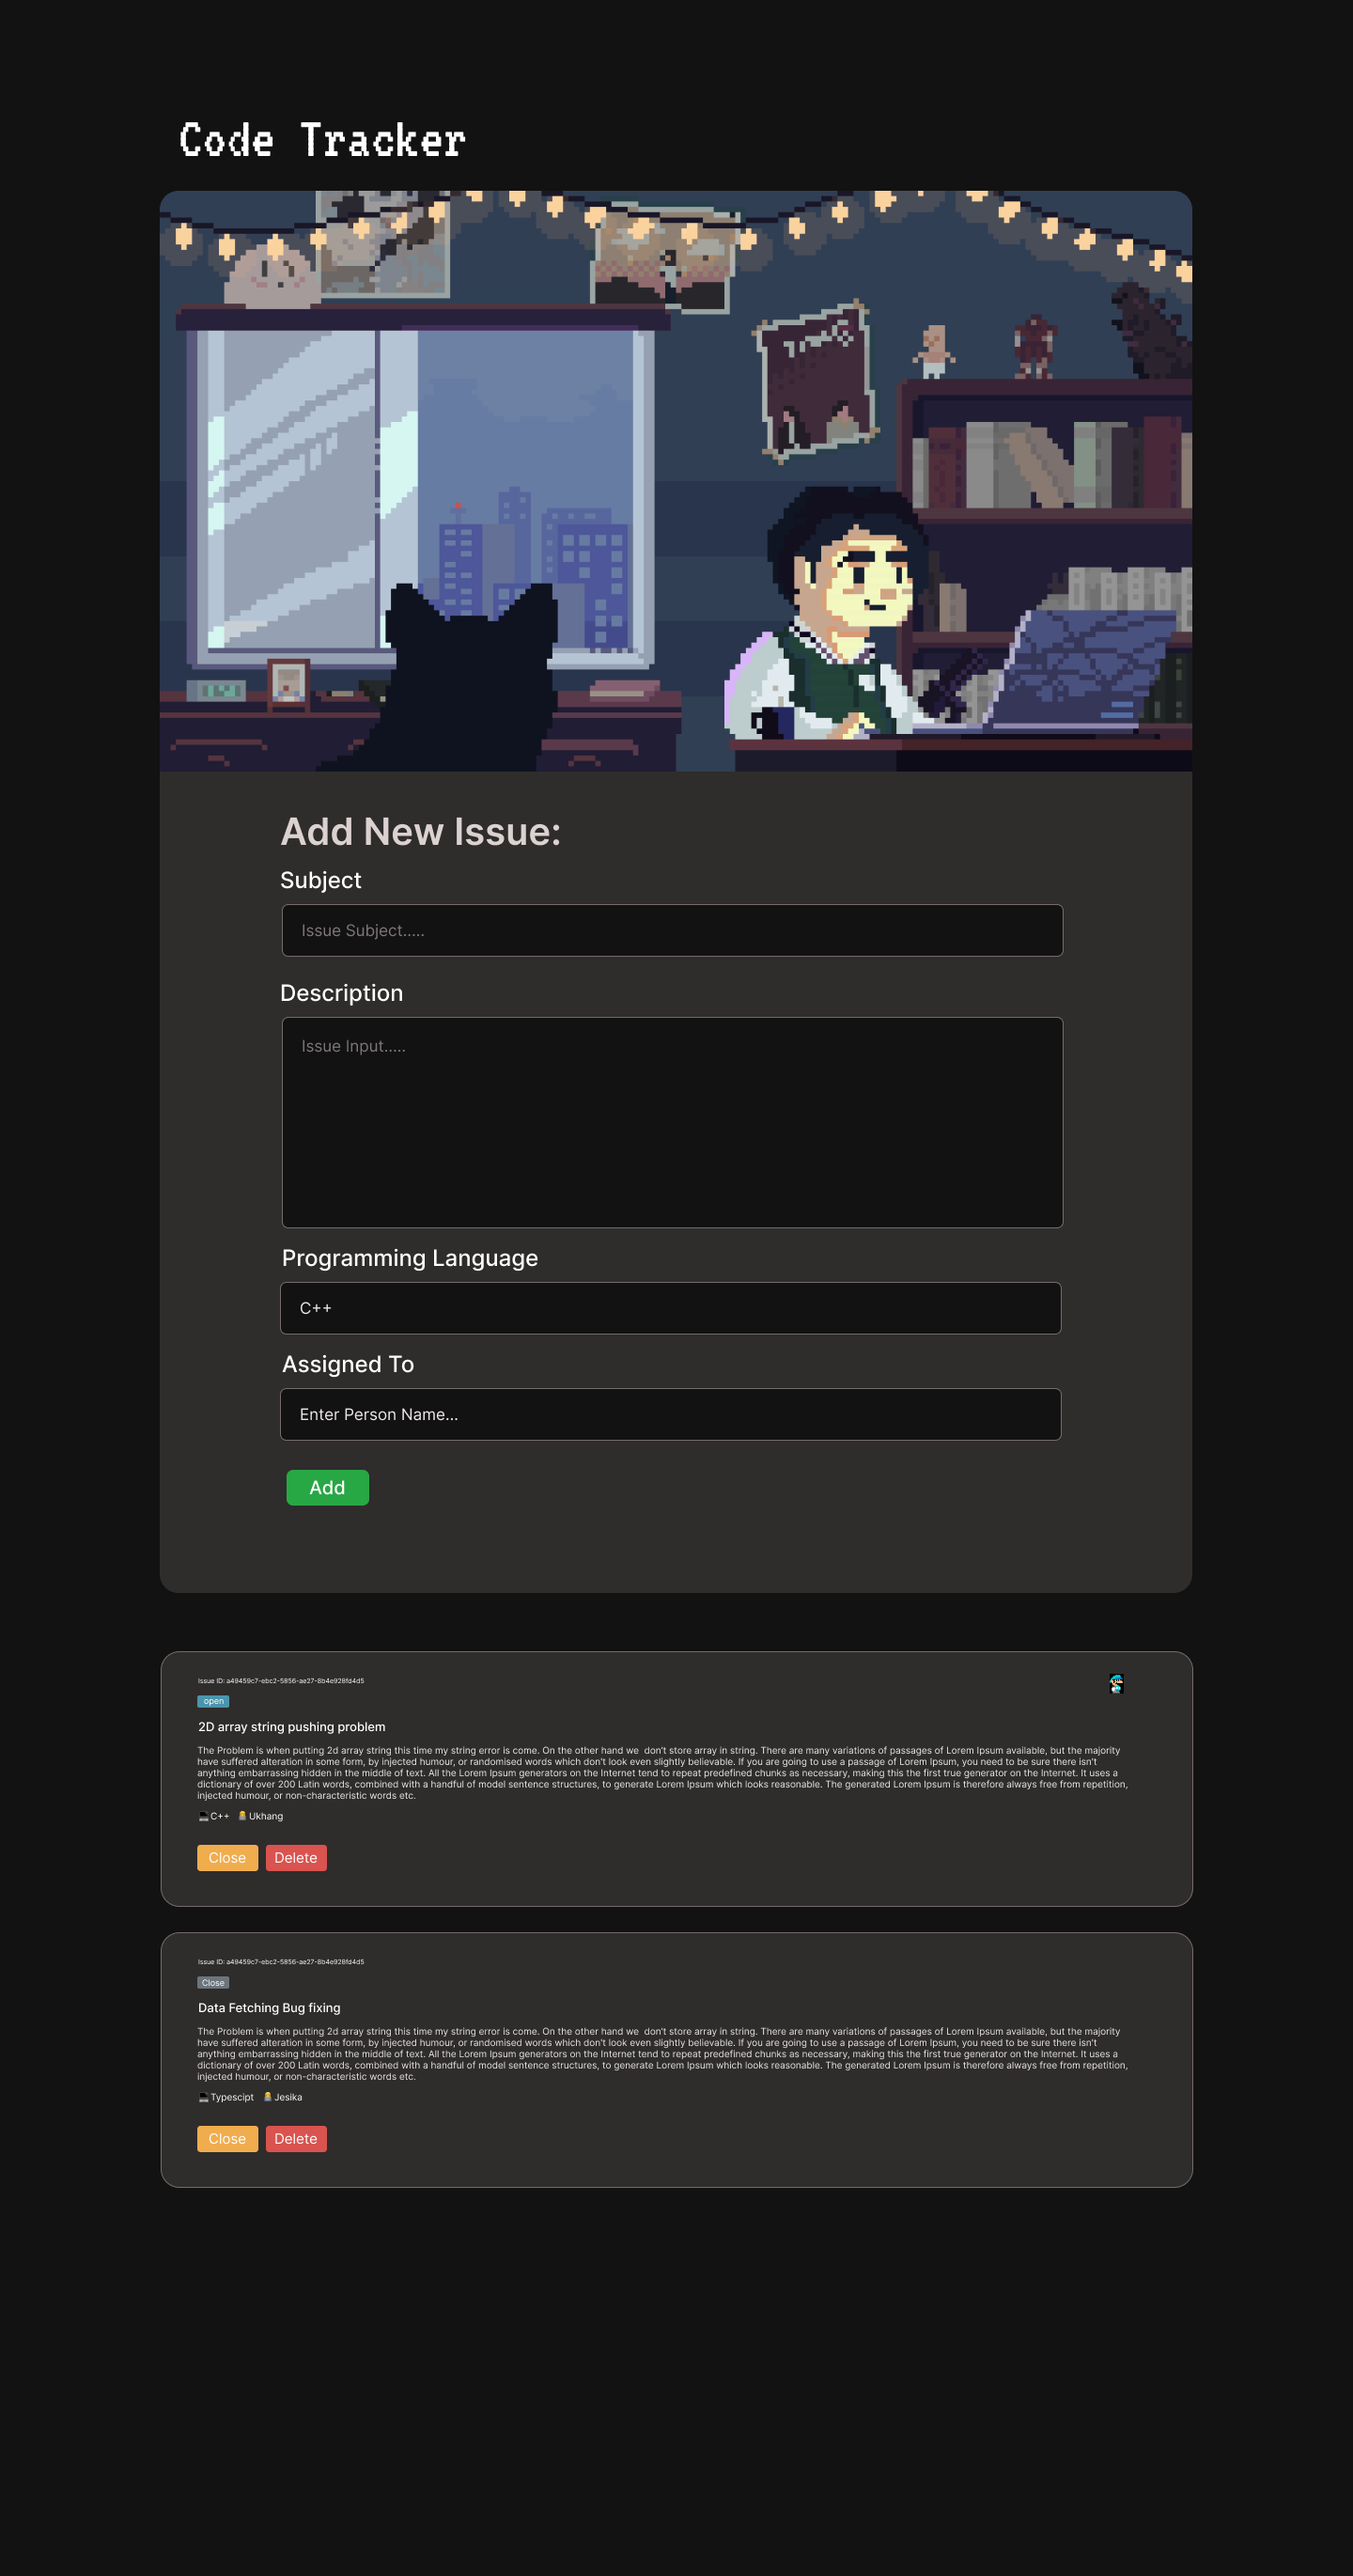 Code Tracker
Add New Issue:
Subject
Issue Subject.....
Description
Issue Input.....
Programming Language
C++
Assigned To
Enter Person Name...
Add
Issue ID: a49459c7-ebc2-5856-ae27-8b4e928fd4d5
open
2D array string pushing problem
The Problem is when putting 2d array string this time my string error is come. On the other hand we  don't store array in string. There are many variations of passages of Lorem Ipsum available, but the majority
have suffered alteration in some form, by injected humour, or randomised words which don't look even slightly believable. If you are going to use a passage of Lorem Ipsum, you need to be sure there isn't
anything embarrassing hidden in the middle of text. All the Lorem Ipsum generators on the Internet tend to repeat predefined chunks as necessary, making this the first true generator on the Internet. It uses a
dictionary of over 200 Latin words, combined with a handful of model sentence structures, to generate Lorem Ipsum which looks reasonable. The generated Lorem Ipsum is therefore always free from repetition,
injected humour, or non-characteristic words etc.
C++ Ukhang
Close Delete
Issue ID: a49459c7-ebc2-5856-ae27-8b4e928fd4d5
Close
Data Fetching Bug fixing
The Problem is when putting 2d array string this time my string error is come. On the other hand we  don't store array in string. There are many variations of passages of Lorem Ipsum available, but the majority
have suffered alteration in some form, by injected humour, or randomised words which don't look even slightly believable. If you are going to use a passage of Lorem Ipsum, you need to be sure there isn't
anything embarrassing hidden in the middle of text. All the Lorem Ipsum generators on the Internet tend to repeat predefined chunks as necessary, making this the first true generator on the Internet. It uses a
dictionary of over 200 Latin words, combined with a handful of model sentence structures, to generate Lorem Ipsum which looks reasonable. The generated Lorem Ipsum is therefore always free from repetition,
injected humour, or non-characteristic words etc.
Typescipt Jesika
Close Delete